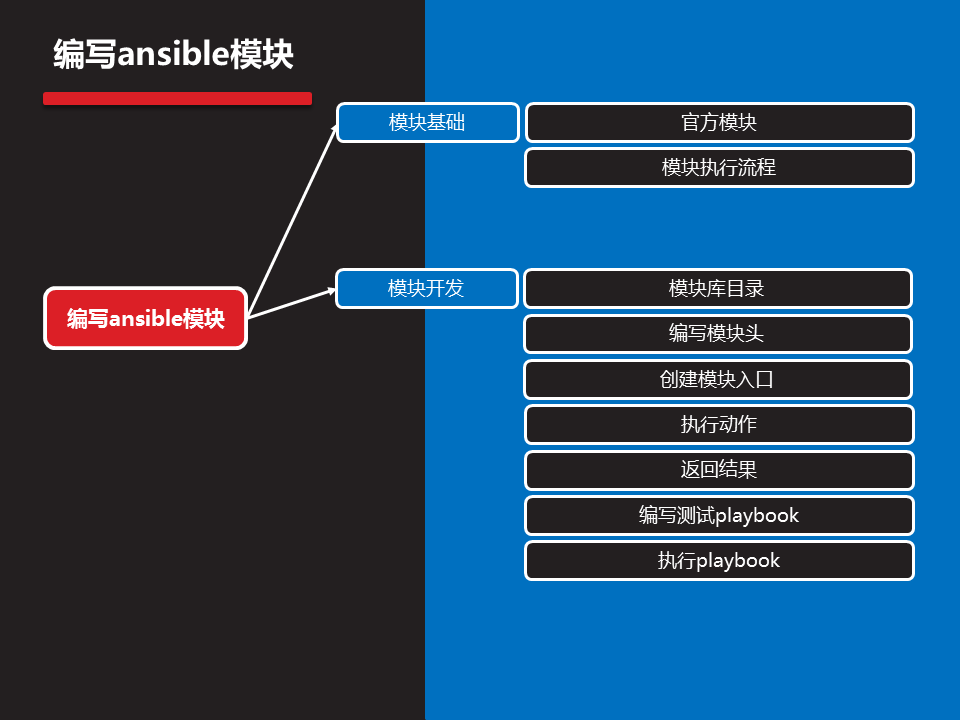 编写ansible模块
模块基础
官方模块
模块执行流程
编写ansible模块
模块开发
模块库目录
编写模块头
创建模块入口
执行动作
返回结果
编写测试playbook
执行playbook